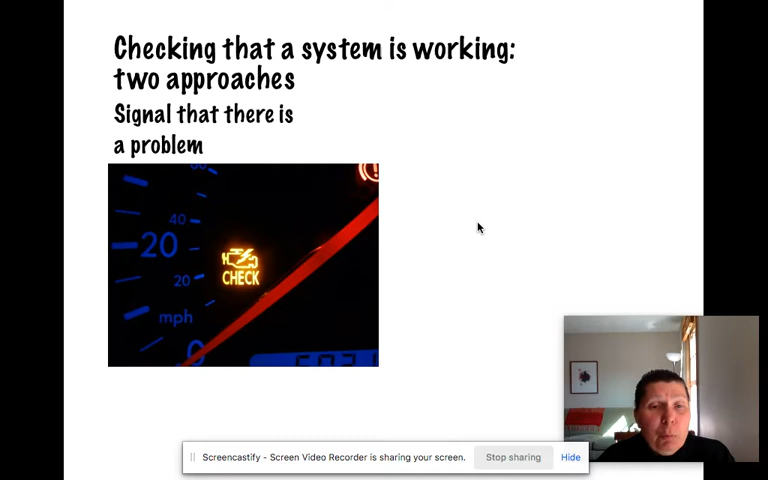 Checking that a system is working:
two approaches
Signal that there is
a problem
40
20
20
CHECK
mph
0
Screencastify - Screen Video Recorder is sharing your screen.
Stop sharing
Hide